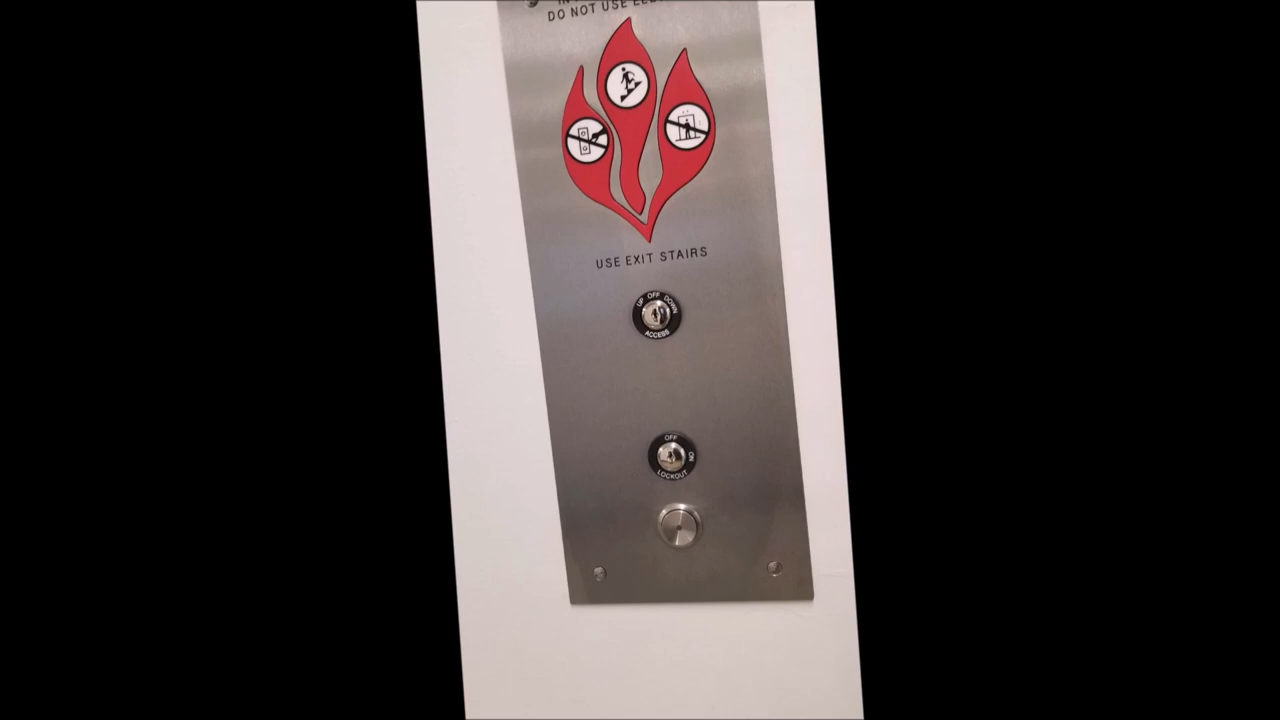 DO NOT USE
USE EXIT STAIRS
UP OFF DOWN
ACCESS
OFF
ON
LOCKOUT